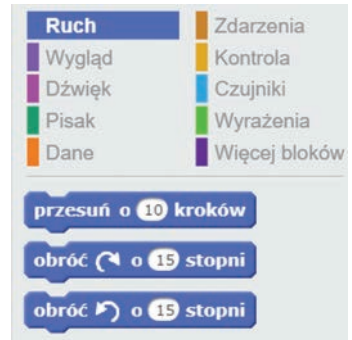 Ruch
Zdarzenia
Wygląd
Kontrola
Dźwięk
Czujniki
Pisak
Wyrażenia
Dane
Więcej bloków
przesuń o 10 kroków
obróć o 15 stopni
obróć o 15 stopni